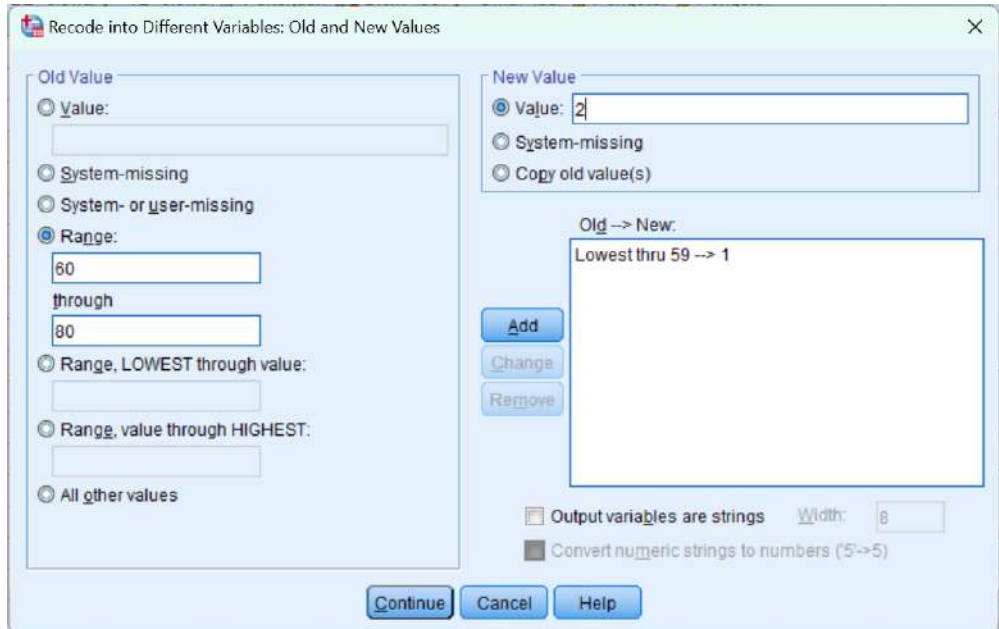 Recode into Different Variables: Old and New Values
Old Value
Value:
System-missing
System- or user-missing
Range:
60
through
80
Range, LOWEST through value:
Range, value through HIGHEST:
All other values
New Value
Value: 2
System-missing
Copy old value(s)
Old --> New:
Lowest thru 59 --> 1
Add
Change
Remove
Output variables are strings Width: 8
Convert numeric strings to numbers ('5'->5)
Continue Cancel Help